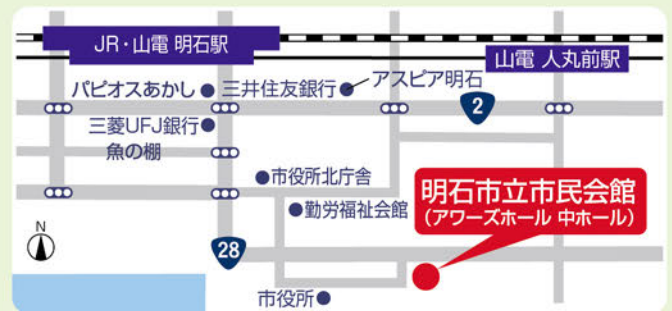 JR・山電 明石駅
山電 人丸前駅
パピオスあかし
三井住友銀行
アスピア明石
2
三菱UFJ銀行
魚の棚
市役所北庁舎
勤労福祉会館
明石市立市民会館
(アワーズホール 中ホール)
N
28
市役所